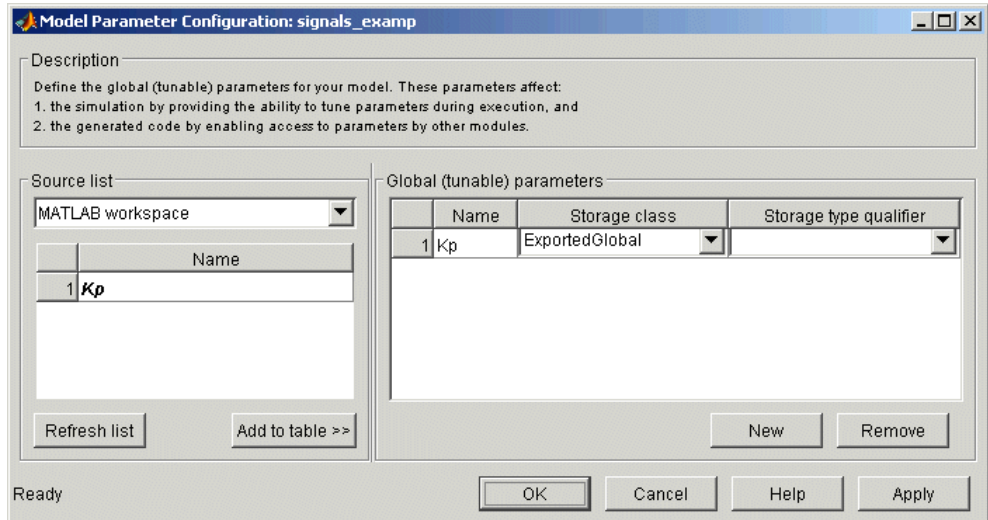 Model Parameter Configuration: signals_examp
Description
Define the global (tunable) parameters for your model. These parameters affect:
1. the simulation by providing the ability to tune parameters during execution, and
2. the generated code by enabling access to parameters by other modules.
Source list
MATLAB workspace
Name
1 Kp
Refresh list
Add to table >>
Global (tunable) parameters
Name Storage class Storage type qualifier
1 Kp ExportedGlobal
New Remove
Ready
OK Cancel Help Apply